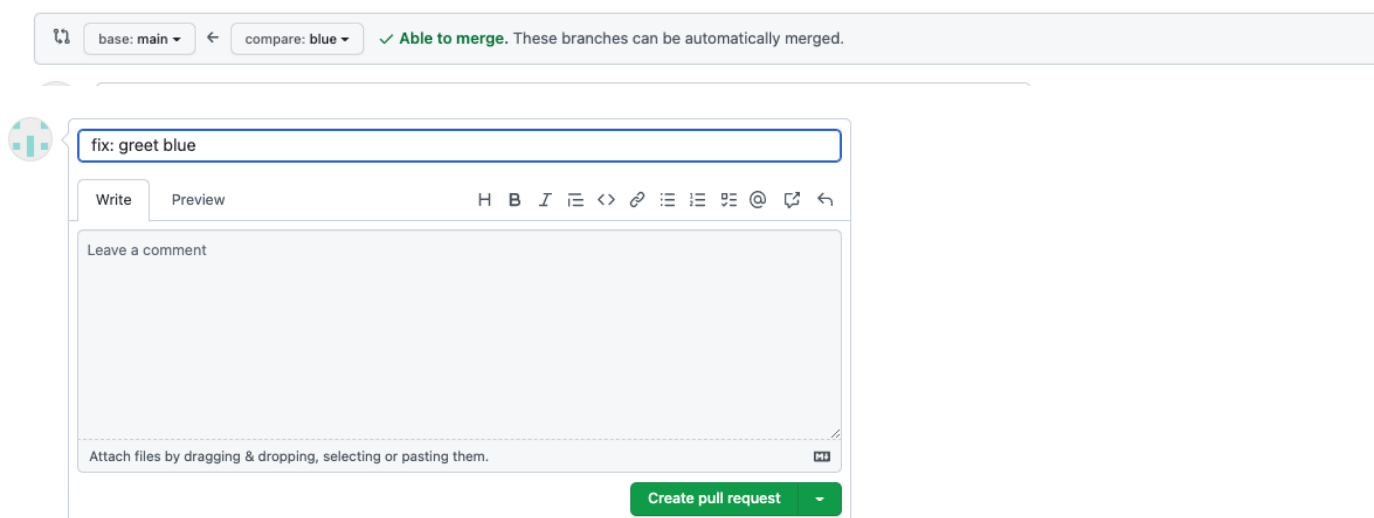 base: main compare: blue Able to merge. These branches can be automatically merged.
fix: greet blue
Write Preview H B I <> @
Leave a comment
Attach files by dragging & dropping, selecting or pasting them.
Create pull request